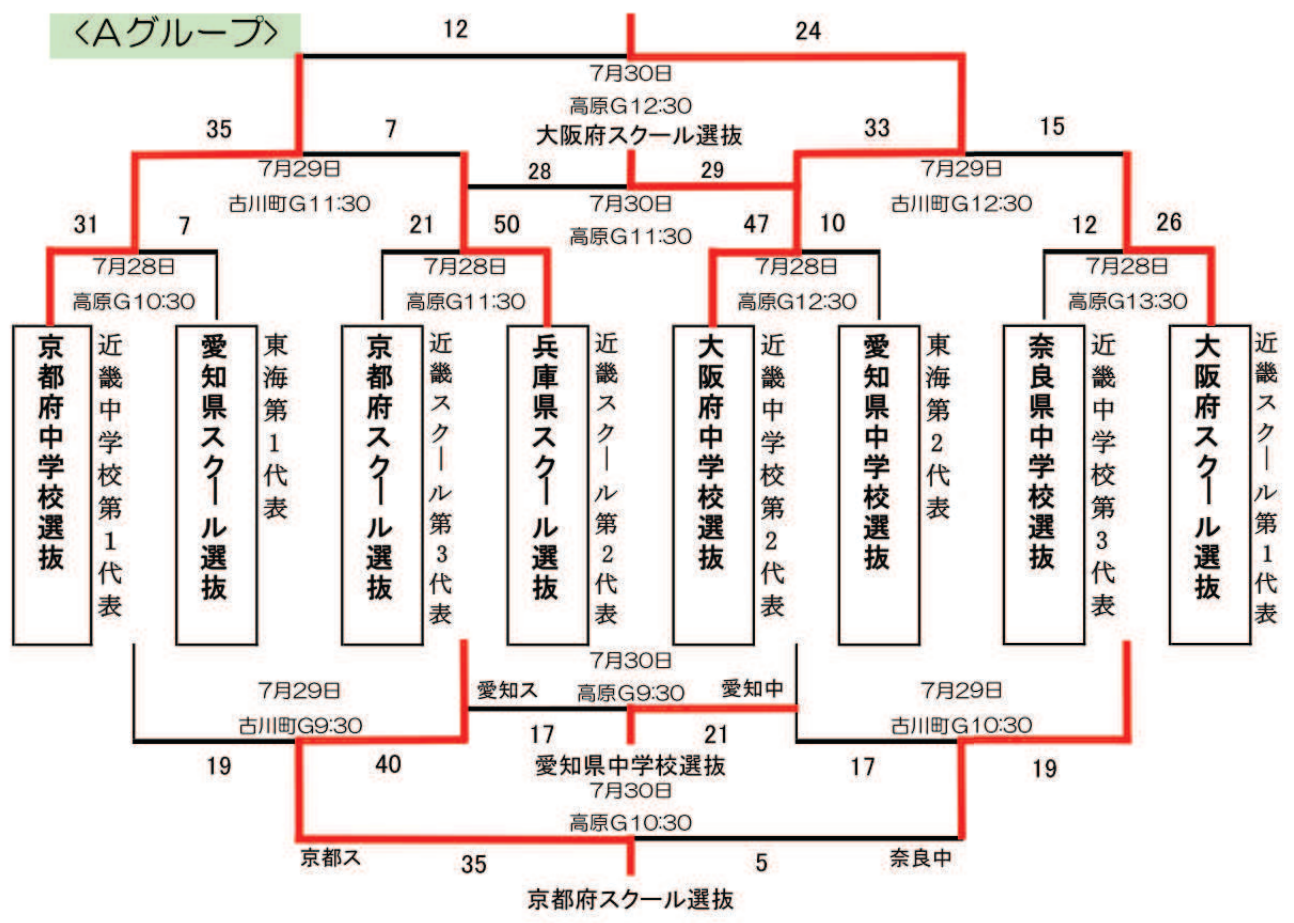 〈Aグループ〉
12
24
7月30日
高原G12:30
大阪府スクール選抜
35
7
33
15
7月29日
古川町G11:30
28
29
7月30日
高原G11:30
7月29日
古川町G12:30
31
7
21
50
47
10
12
26
7月28日
高原G10:30
7月28日
高原G11:30
7月28日
高原G12:30
7月28日
高原G13:30
京都府中学校選抜
近畿中学校第1代表
愛知県スクール選抜
東海第1代表
京都府スクール選抜
近畿スクール第3代表
兵庫県スクール選抜
近畿スクール第2代表
大阪府中学校選抜
近畿中学校第2代表
愛知県中学校選抜
東海第2代表
奈良県中学校選抜
近畿中学校第3代表
大阪府スクール選抜
近畿スクール第1代表
7月29日
古川町G9:30
愛知ス
7月30日
高原G9:30
愛知中
7月29日
古川町G10:30
19
40
17
21
17
19
愛知県中学校選抜
7月30日
高原G10:30
京都ス
35
5
奈良中
京都府スクール選抜